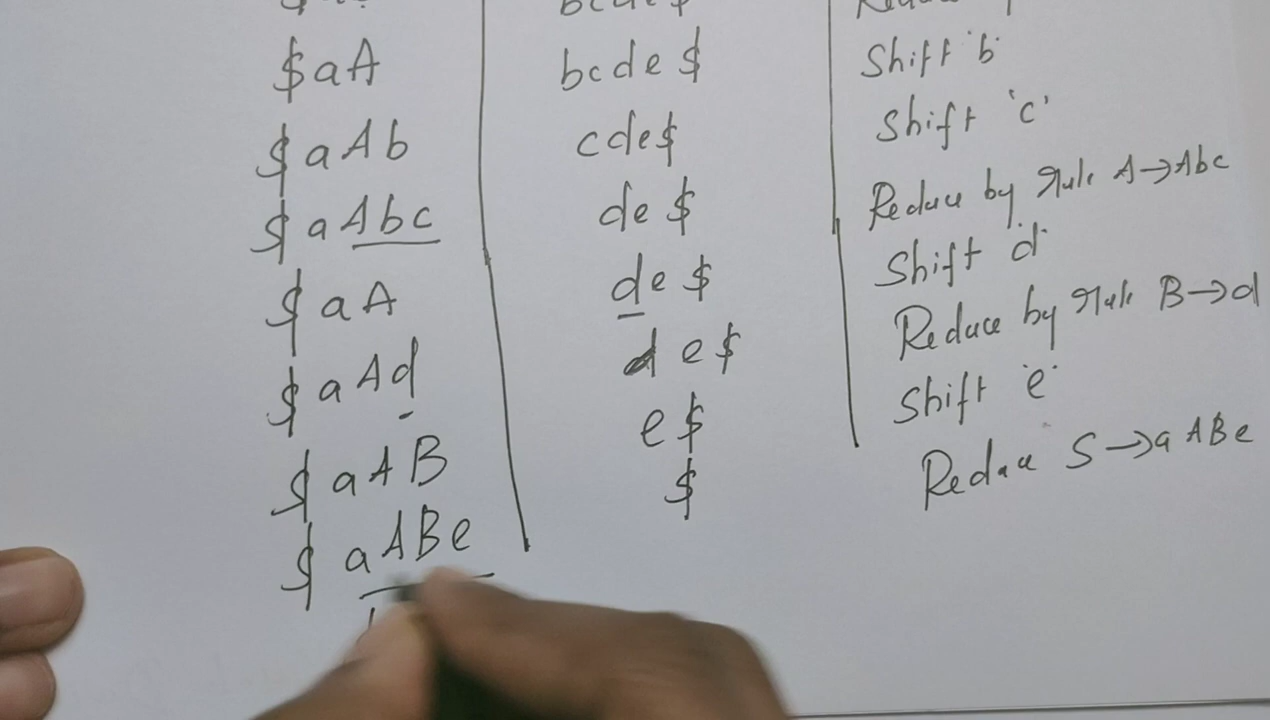 bcde$
$aA bcde$ Shift 'b'
$aAb cde$ Shift 'c'
$aAbc de$ Reduce by rule A→Abc
$aA de$ Shift 'd'
$aAd e$ Reduce by rule B→d
$aAB e$ Shift 'e'
$aABe $ Reduce S→aABe